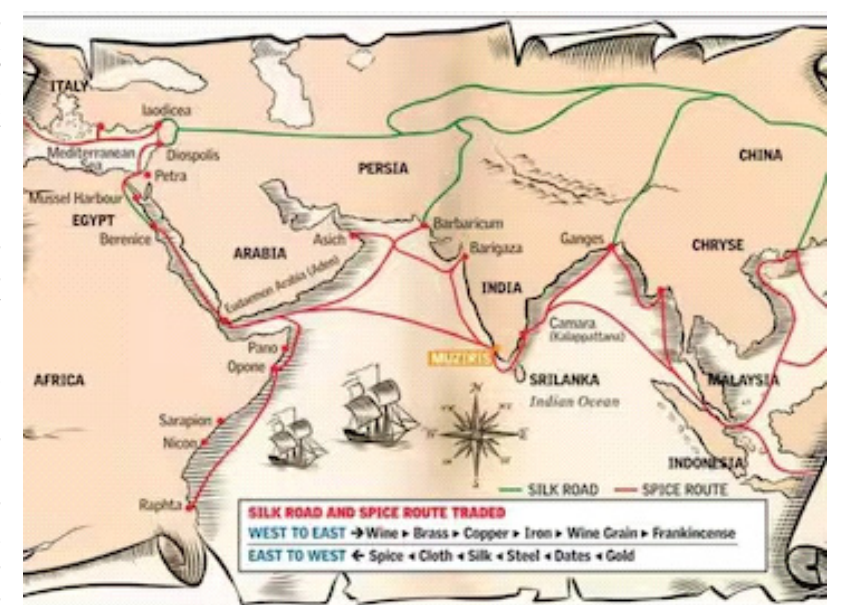 ITALY
Iaodicea
Mediterranean
Sea
Diospolis
Petra
PERSIA
CHINA
Mussel Harbour
EGYPT
Berenice
Asich
Barbaricum
Ganges
CHRYSE
ARABIA
Barigaza
Eudaemon Arabia (Aden)
INDIA
Camara
(Kalappattana)
Pano
MUZIRIS
Opone
AFRICA
SRILANKA
MALAYSIA
Indian Ocean
N
Sarapion
Nicon
E
S
INDONESIA
SILK ROAD
SPICE ROUTE
Raphta
SILK ROAD AND SPICE ROUTE TRADED
WEST TO EAST → Wine ▸ Brass ▸ Copper ▸ Iron ▸ Wine Grain ▸ Frankincense
EAST TO WEST ← Spice ◂ Cloth ◂ Silk ◂ Steel ◂ Dates ◂ Gold